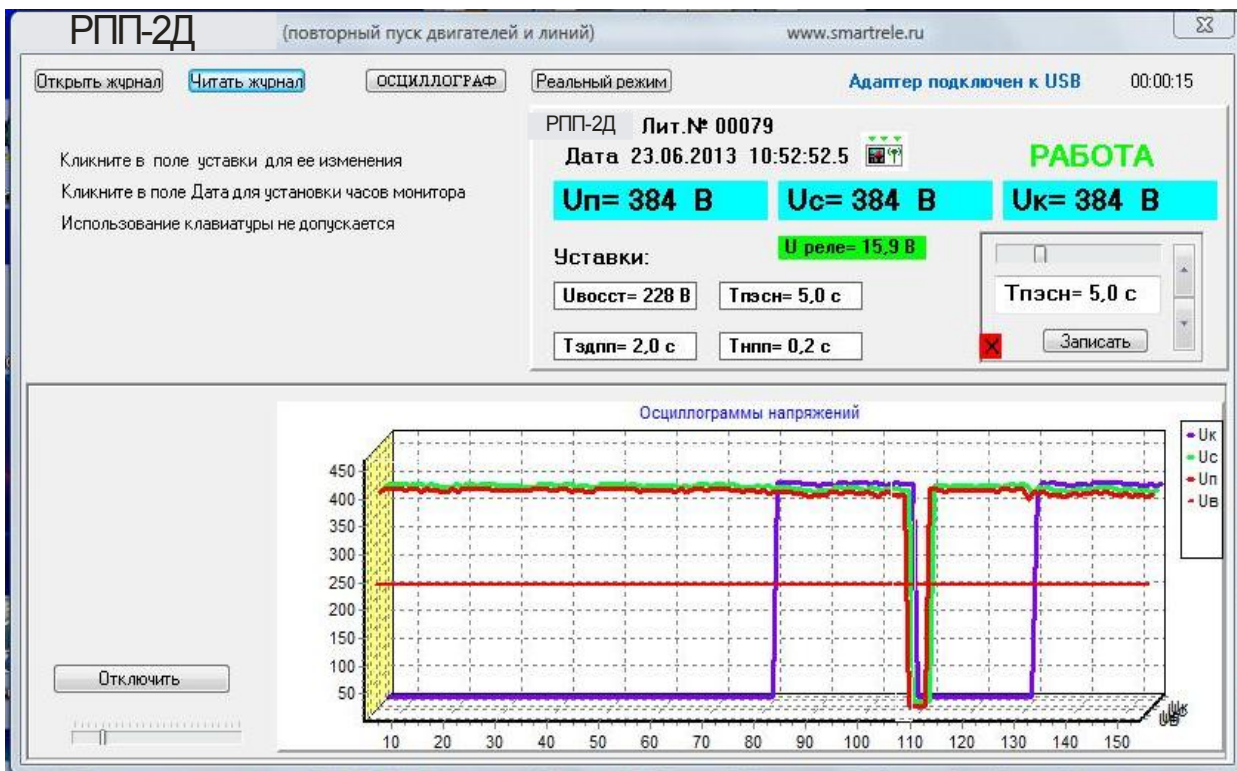 РПП-2Д (повторный пуск двигателей и линий) www.smartrele.ru
Открыть журнал Читать журнал ОСЦИЛЛОГРАФ Реальный режим Адаптер подключен к USB 00:00:15
РПП-2Д Лит.№ 00079
Кликните в поле уставки для ее изменения
Дата 23.06.2013 10:52:52.5 РАБОТА
Кликните в поле Дата для установки часов монитора
Использование клавиатуры не допускается
Uп= 384 В Uс= 384 В Uк= 384 В
Уставки: U реле= 15,9 В
Uвосст= 228 В Тпэсн= 5,0 с Тпэсн= 5,0 с
Тздпп= 2,0 с Тнпп= 0,2 с Записать
Осциллограммы напряжений
Uк
Uс
Uп
Uв
450
400
350
300
250
200
150
100
50
Отключить
10 20 30 40 50 60 70 80 90 100 110 120 130 140 150